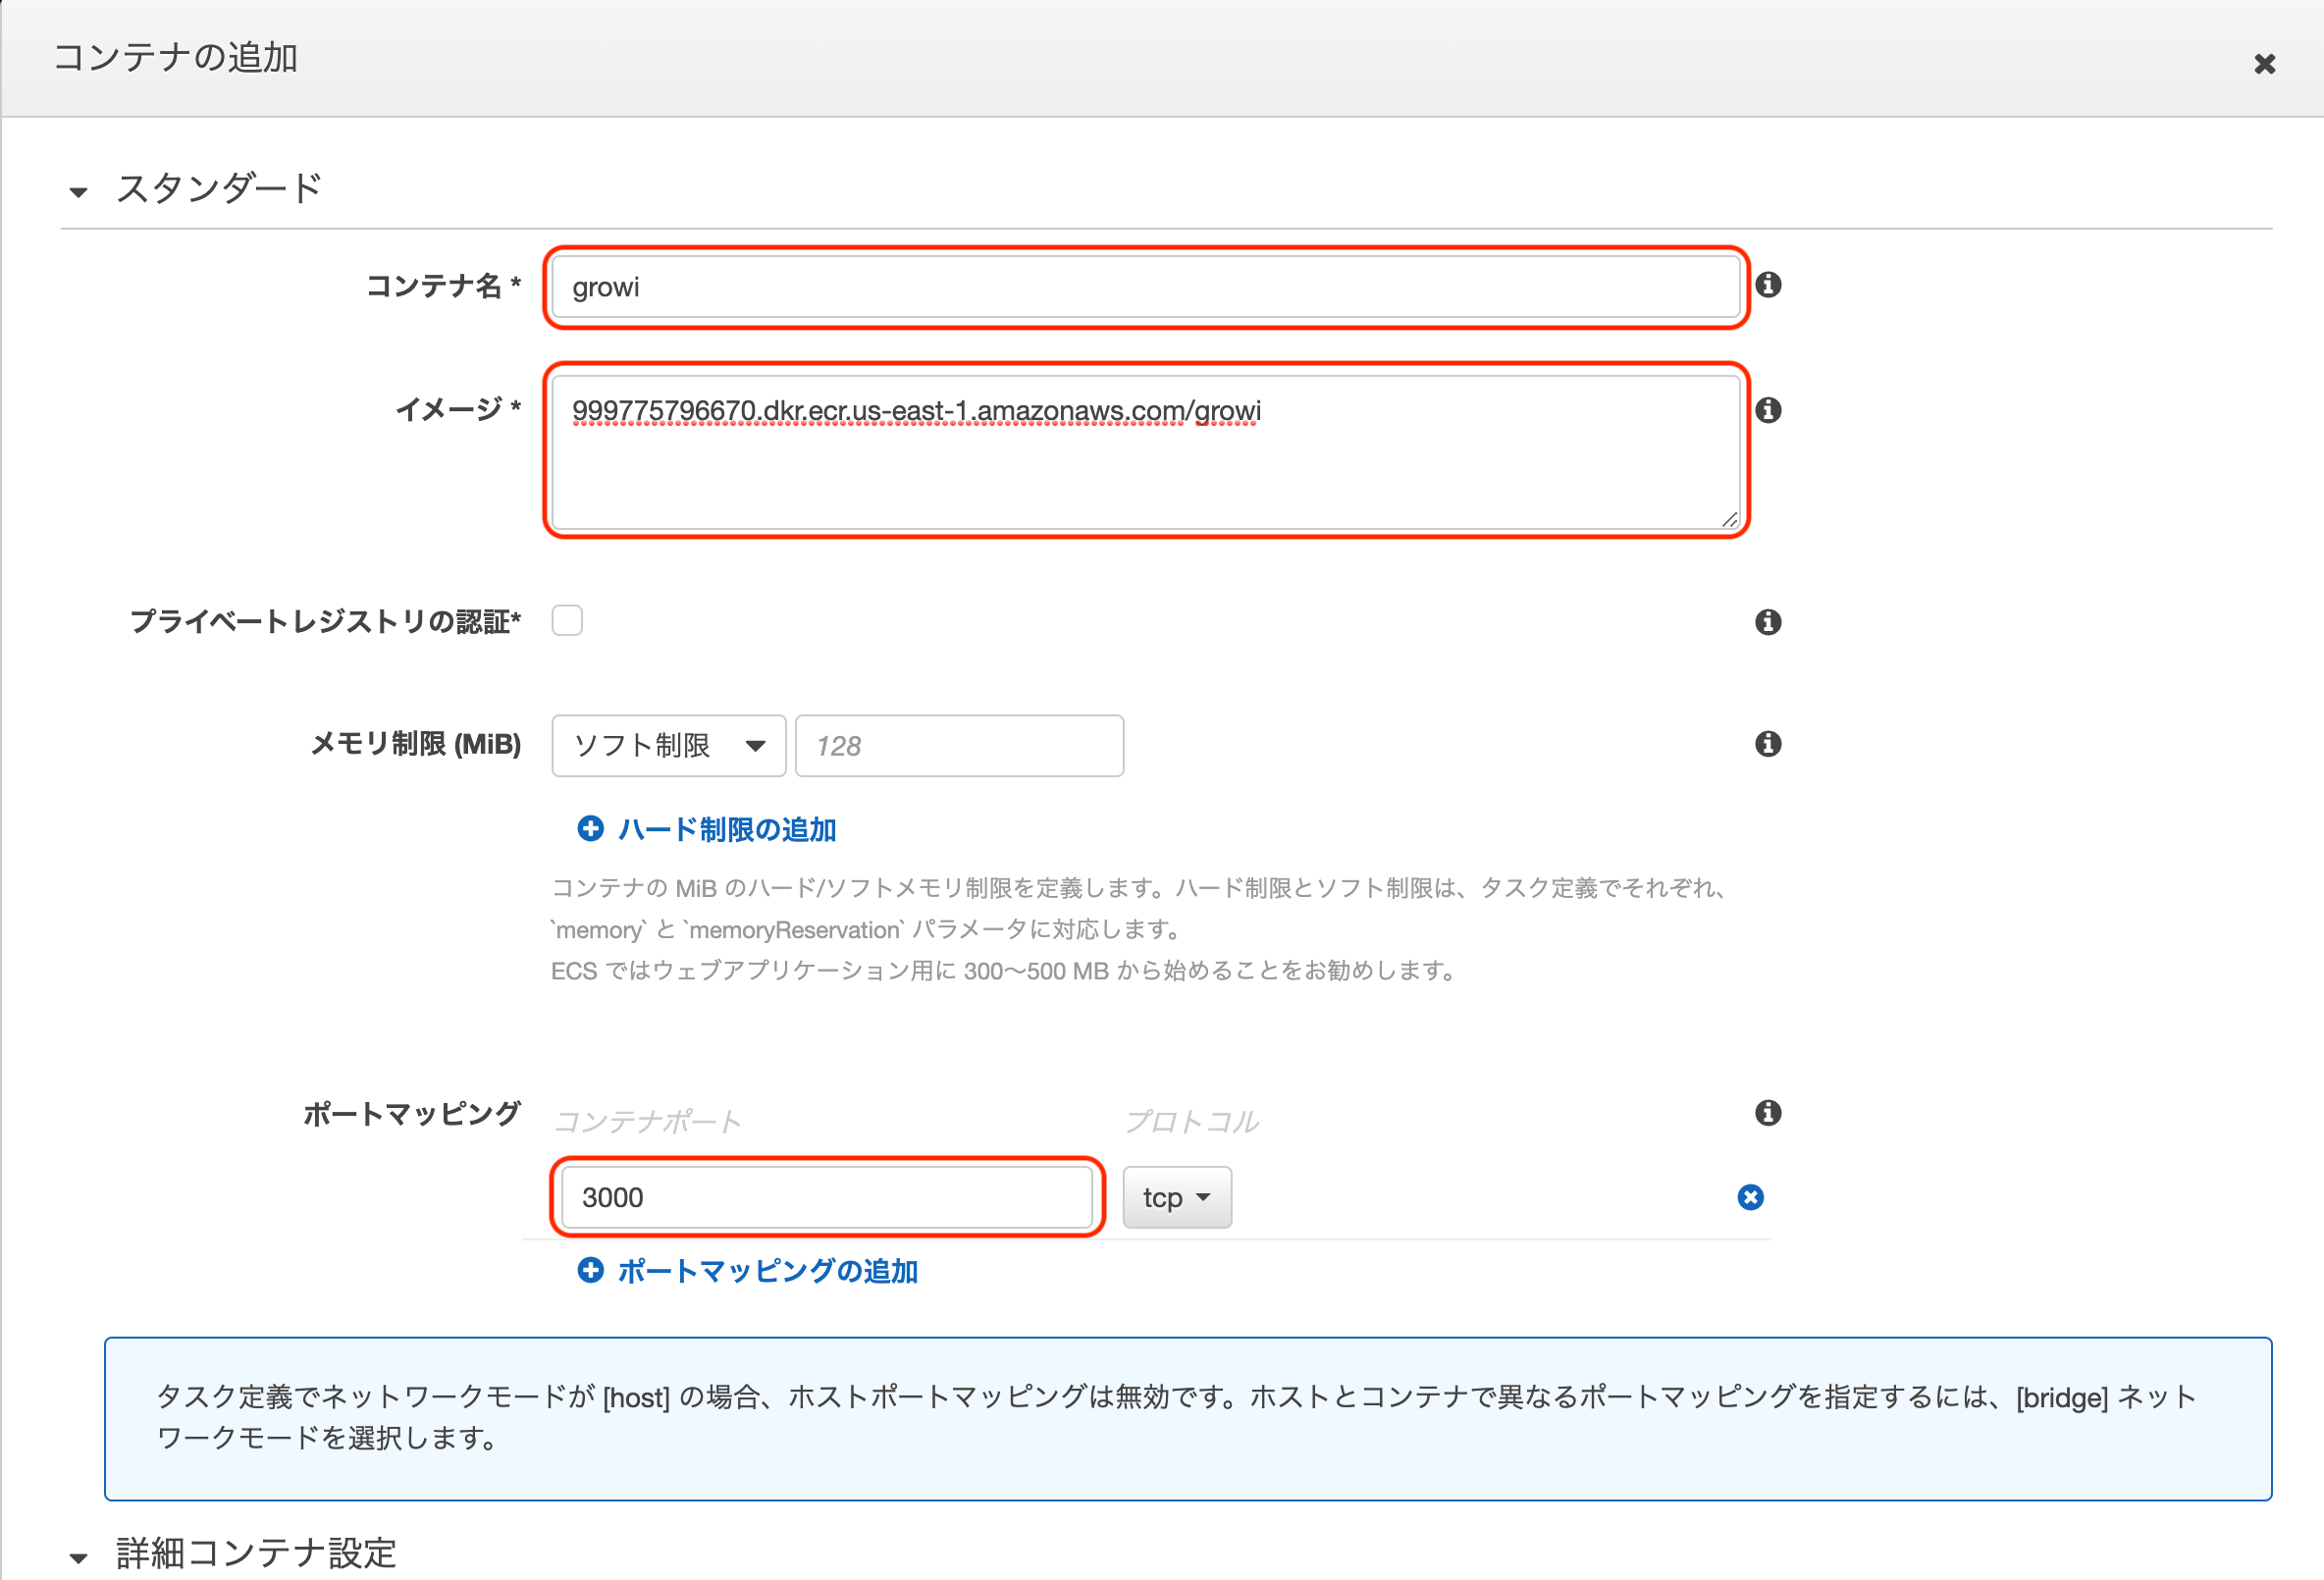 コンテナの追加
スタンダード
コンテナ名 *
growi
イメージ *
999775796670.dkr.ecr.us-east-1.amazonaws.com/growi
プライベートレジストリの認証*
メモリ制限 (MiB)
ソフト制限
128
ハード制限の追加
コンテナの MiB のハード/ソフトメモリ制限を定義します。ハード制限とソフト制限は、タスク定義でそれぞれ、
`memory` と `memoryReservation` パラメータに対応します。
ECS ではウェブアプリケーション用に 300〜500 MB から始めることをお勧めします。
ポートマッピング
コンテナポート
プロトコル
3000
tcp
ポートマッピングの追加
タスク定義でネットワークモードが [host] の場合、ホストポートマッピングは無効です。ホストとコンテナで異なるポートマッピングを指定するには、[bridge] ネット
ワークモードを選択します。
詳細コンテナ設定